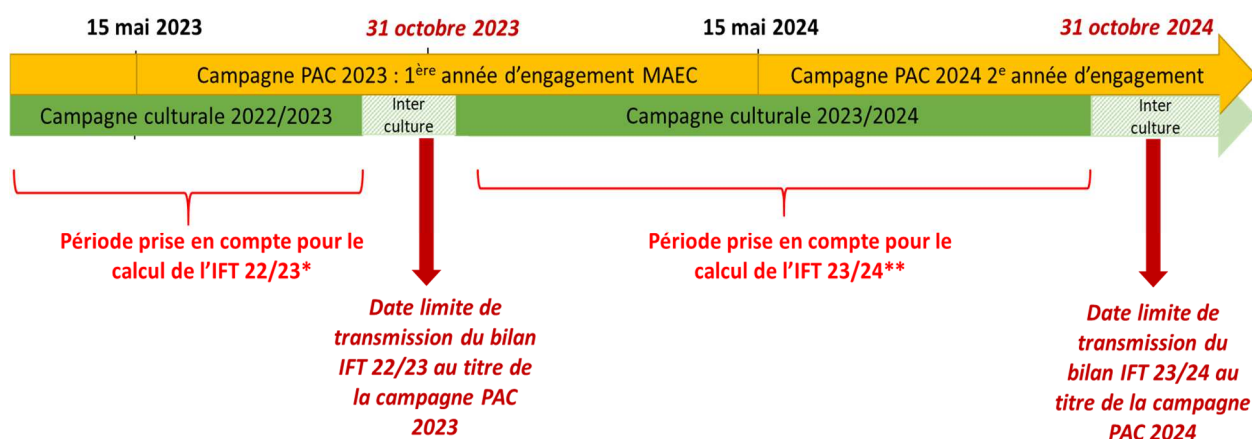 15 mai 2023
31 octobre 2023
15 mai 2024
31 octobre 2024
Campagne PAC 2023 : 1ère année d’engagement MAEC
Campagne PAC 2024 2e année d’engagement
Campagne culturale 2022/2023
Inter
culture
Campagne culturale 2023/2024
Inter
culture
Période prise en compte pour le
calcul de l’IFT 22/23*
Période prise en compte pour le
calcul de l’IFT 23/24**
Date limite de
transmission du bilan
IFT 22/23 au titre de
la campagne PAC
2023
Date limite de
transmission du
bilan IFT 23/24 au
titre de la campagne
PAC 2024